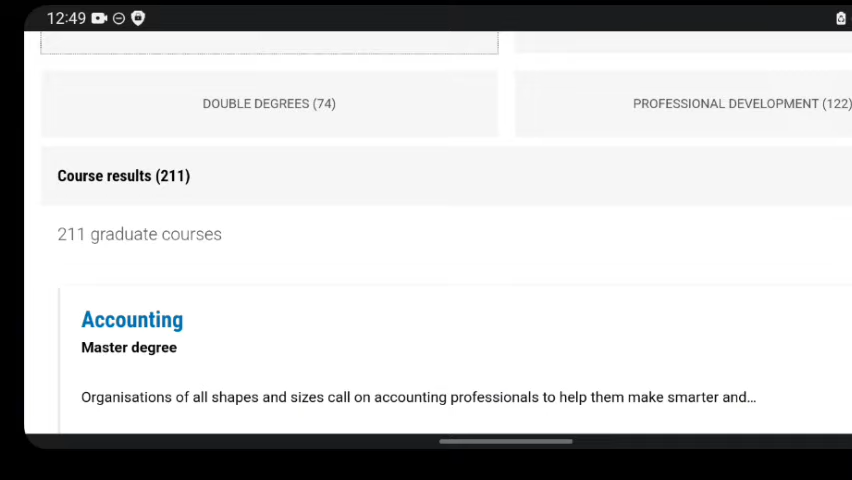 12:49
DOUBLE DEGREES (74)
PROFESSIONAL DEVELOPMENT (122)
Course results (211)
211 graduate courses
Accounting
Master degree
Organisations of all shapes and sizes call on accounting professionals to help them make smarter and...